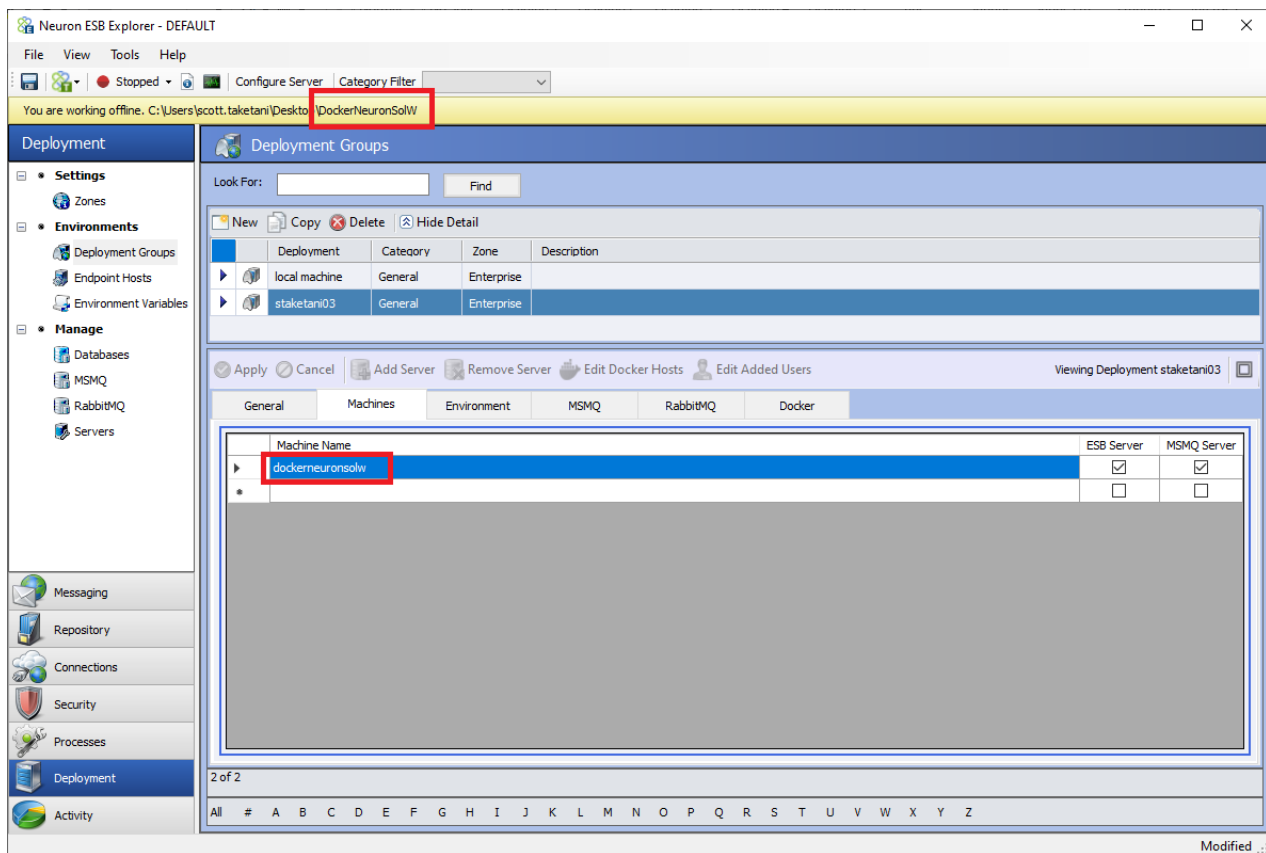 Neuron ESB Explorer - DEFAULT
File View Tools Help
Stopped Configure Server Category Filter
You are working offline. C:\Users\scott.taketani\Desktop\DockerNeuronSolW
Deployment
Settings
Zones
Environments
Deployment Groups
Endpoint Hosts
Environment Variables
Manage
Databases
MSMQ
RabbitMQ
Servers
Messaging
Repository
Connections
Security
Processes
Deployment
Activity
Deployment Groups
Look For: Find
New Copy Delete Hide Detail
Deployment Category Zone Description
local machine General Enterprise
staketani03 General Enterprise
Apply Cancel Add Server Remove Server Edit Docker Hosts Edit Added Users Viewing Deployment staketani03
General Machines Environment MSMQ RabbitMQ Docker
Machine Name ESB Server MSMQ Server
dockerneuronsolw
2 of 2
All # A B C D E F G H I J K L M N O P Q R S T U V W X Y Z
Modified